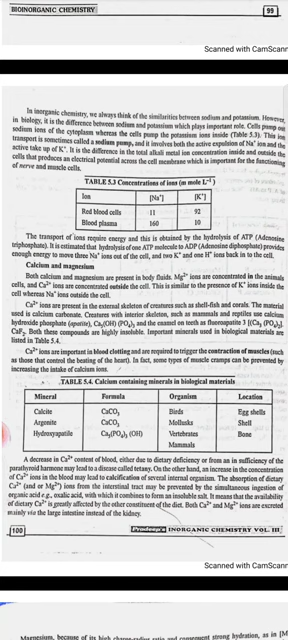 BIOINORGANIC CHEMISTRY
99
Scanned with CamScanr
In inorganic chemistry, we always think of the similarities between sodium and potassium. However,
in biology, it is the difference between sodium and potassium which plays important role. Cells pump out
sodium ions of the cytoplasm whereas the cells pump the potassium ions inside (Table 5.3). This ion
transport is sometimes called a sodium pump, and it involves both the active expulsion of Na⁺ ion and the
active take up of K⁺. It is the difference in the total alkali metal ion concentration inside and outside the
cells that produces an electrical potential across the cell membrane which is important for the functioning
of nerve and muscle cells.
TABLE 5.3 Concentrations of ions (m mole L⁻¹)
Ion [Na⁺] [K⁺]
Red blood cells 11 92
Blood plasma 160 10
The transport of ions require energy and this is obtained by the hydrolysis of ATP (Adenosine
triphosphate). It is estimated that hydrolysis of one ATP molecule to ADP (Adenosine diphosphate) provides
enough energy to move three Na⁺ ions out of the cell, and two K⁺ and one H⁺ ions back in to the cell.
Calcium and magnesium
Both calcium and magnesium are present in body fluids. Mg²⁺ ions are concentrated in the animals
cells, and Ca²⁺ ions are concentrated outside the cell. This is similar to the presence of K⁺ ions inside the
cell whereas Na⁺ ions outside the cell.
Ca²⁺ ions are present in the external skeleton of creatures such as shell-fish and corals. The material
used is calcium carbonate. Creatures with interior skeleton, such as mammals and reptiles use calcium
hydroxide phosphate (apatite), Ca₅(OH) (PO₄)₃ and the enamel on teeth as fluoroapatite 3 [(Ca₃ (PO₄)₂].
CaF₂. Both these compounds are highly insoluble. Important minerals used in biological materials are
listed in Table 5.4.
Ca²⁺ ions are important in blood clotting and are required to trigger the contraction of muscles (such
as those that control the beating of the heart). In fact, some types of muscle cramps can be prevented by
increasing the intake of calcium ions.
TABLE 5.4. Calcium containing minerals in biological materials
Mineral Formula Organism Location
Calcite CaCO₃ Birds Egg shells
Argonite CaCO₃ Mollusks Shell
Hydroxyapatile Ca₅(PO₄)₃ (OH) Vertebrates Bone
Mammals
A decrease in Ca²⁺ content of blood, either due to dietary deficiency or from an in sufficiency of the
parathyroid harmone may lead to a disease called tetany. On the other hand, an increase in the concentration
of Ca²⁺ ions in the blood may lead to calcification of several internal organism. The absorption of dietary
Ca²⁺ (and or Mg²⁺) ions from the interstinal tract may be prevented by the simultaneous ingestion of
organic acid e.g., oxalic acid, with which it combines to form an insoluble salt. It means that the availability
of dietary Ca²⁺ is greatly affected by the other constituent of the diet. Both Ca²⁺ and Mg²⁺ ions are excreted
mainly via the large intestine instead of the kidney.
100
Pradeep's INORGANIC CHEMISTRY VOL. III
Scanned with CamScanr
Magnesium, because of its high charge-radius ratio and consequent strong hydration, as in [M